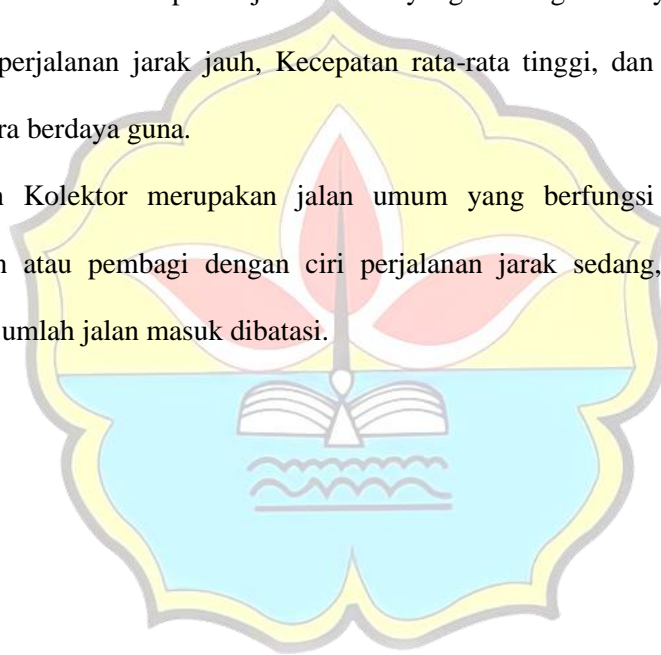 perjalanan jarak jauh, Kecepatan rata-rata tinggi, dan
ra berdaya guna.
Kolektor merupakan jalan umum yang berfungsi
atau pembagi dengan ciri perjalanan jarak sedang,
umlah jalan masuk dibatasi.